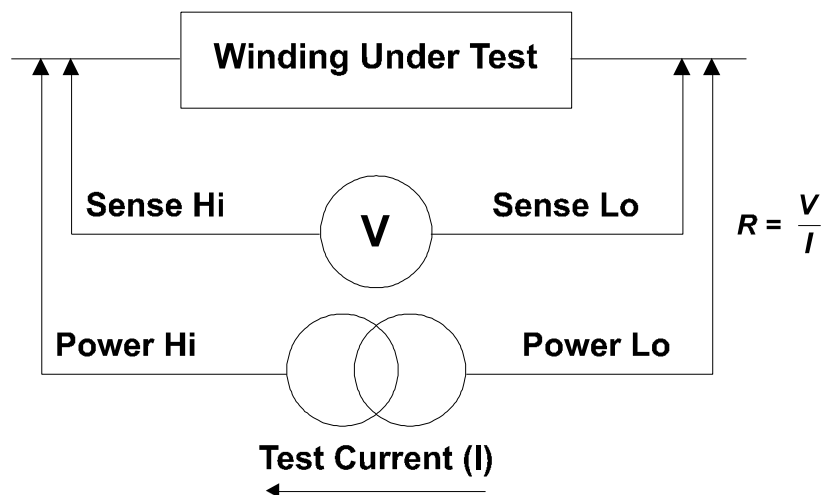 Winding Under Test
Sense Hi
V
Sense Lo
R = V
I
Power Hi
Power Lo
Test Current (I)